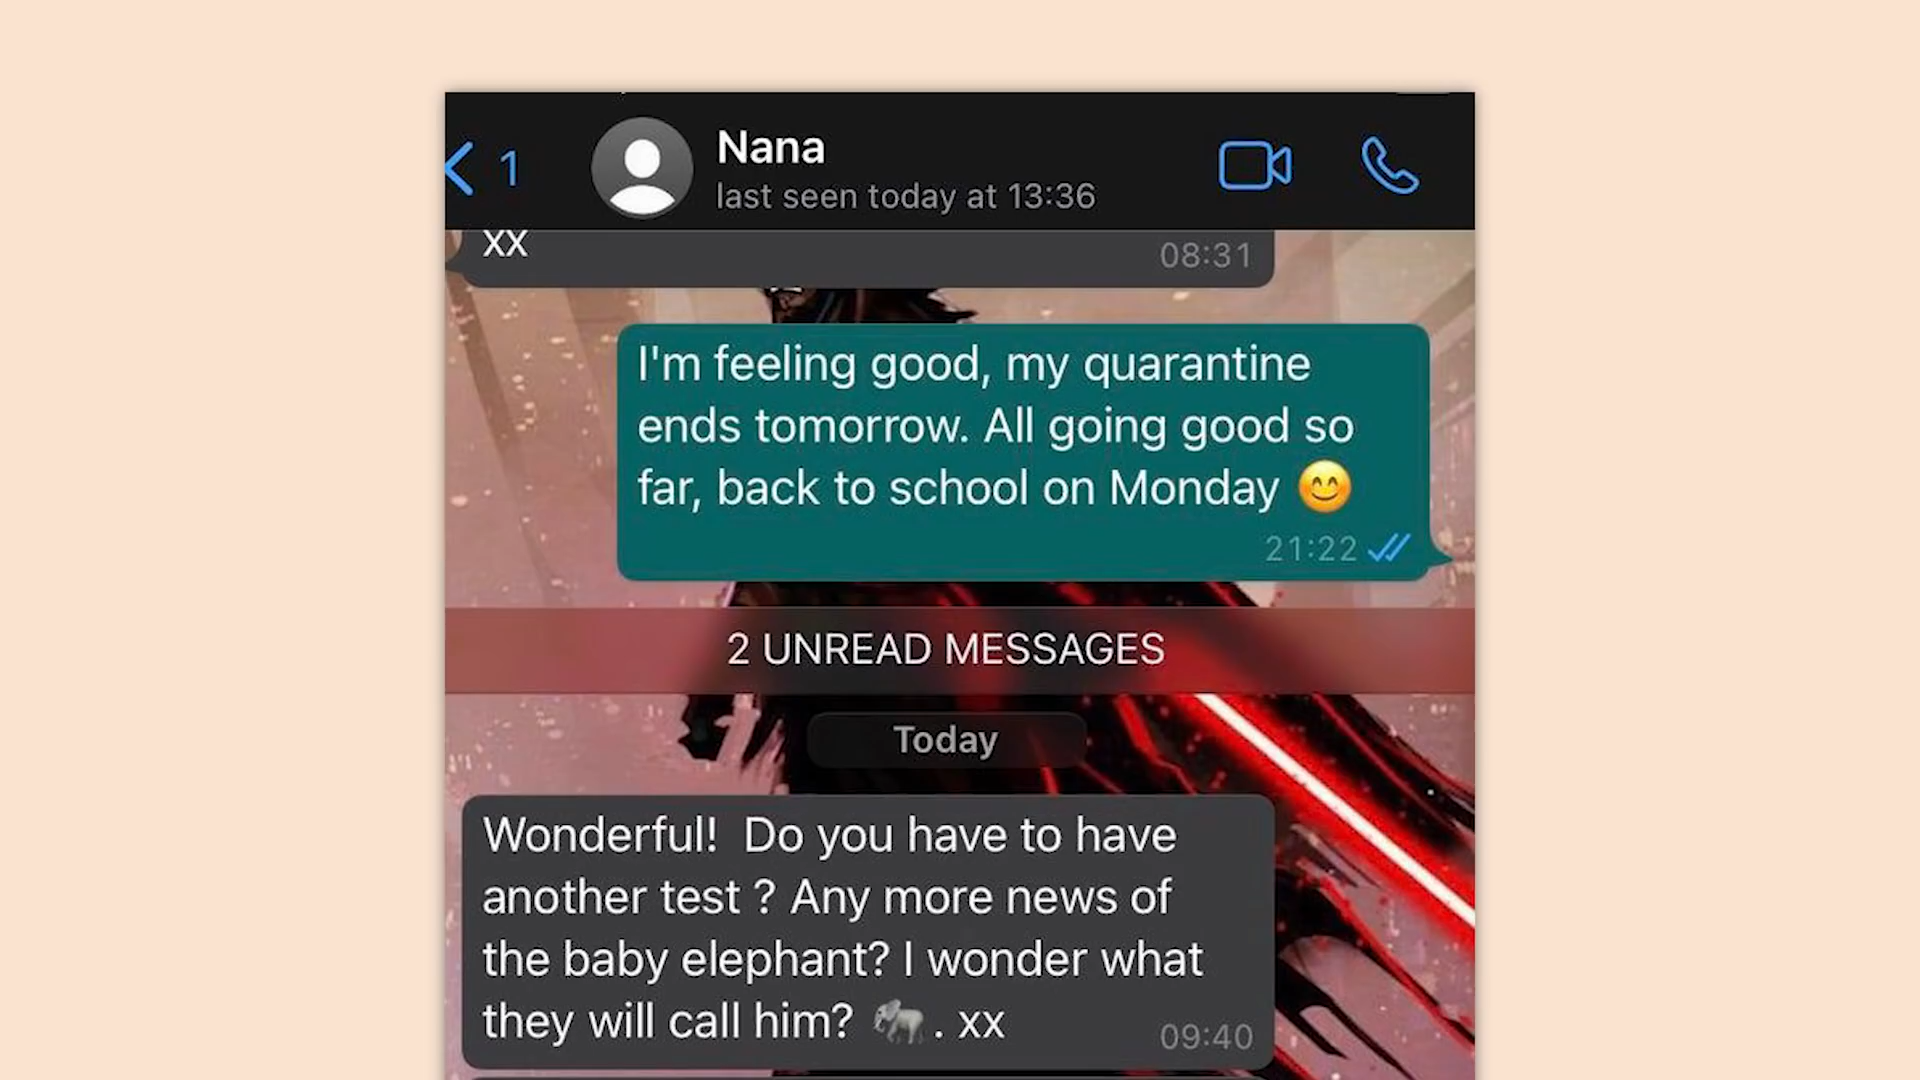 1
Nana
last seen today at 13:36
xx
08:31
I'm feeling good, my quarantine
ends tomorrow. All going good so
far, back to school on Monday 😊
21:22
2 UNREAD MESSAGES
Today
Wonderful!  Do you have to have
another test ? Any more news of
the baby elephant? I wonder what
they will call him? 🐘 . xx
09:40